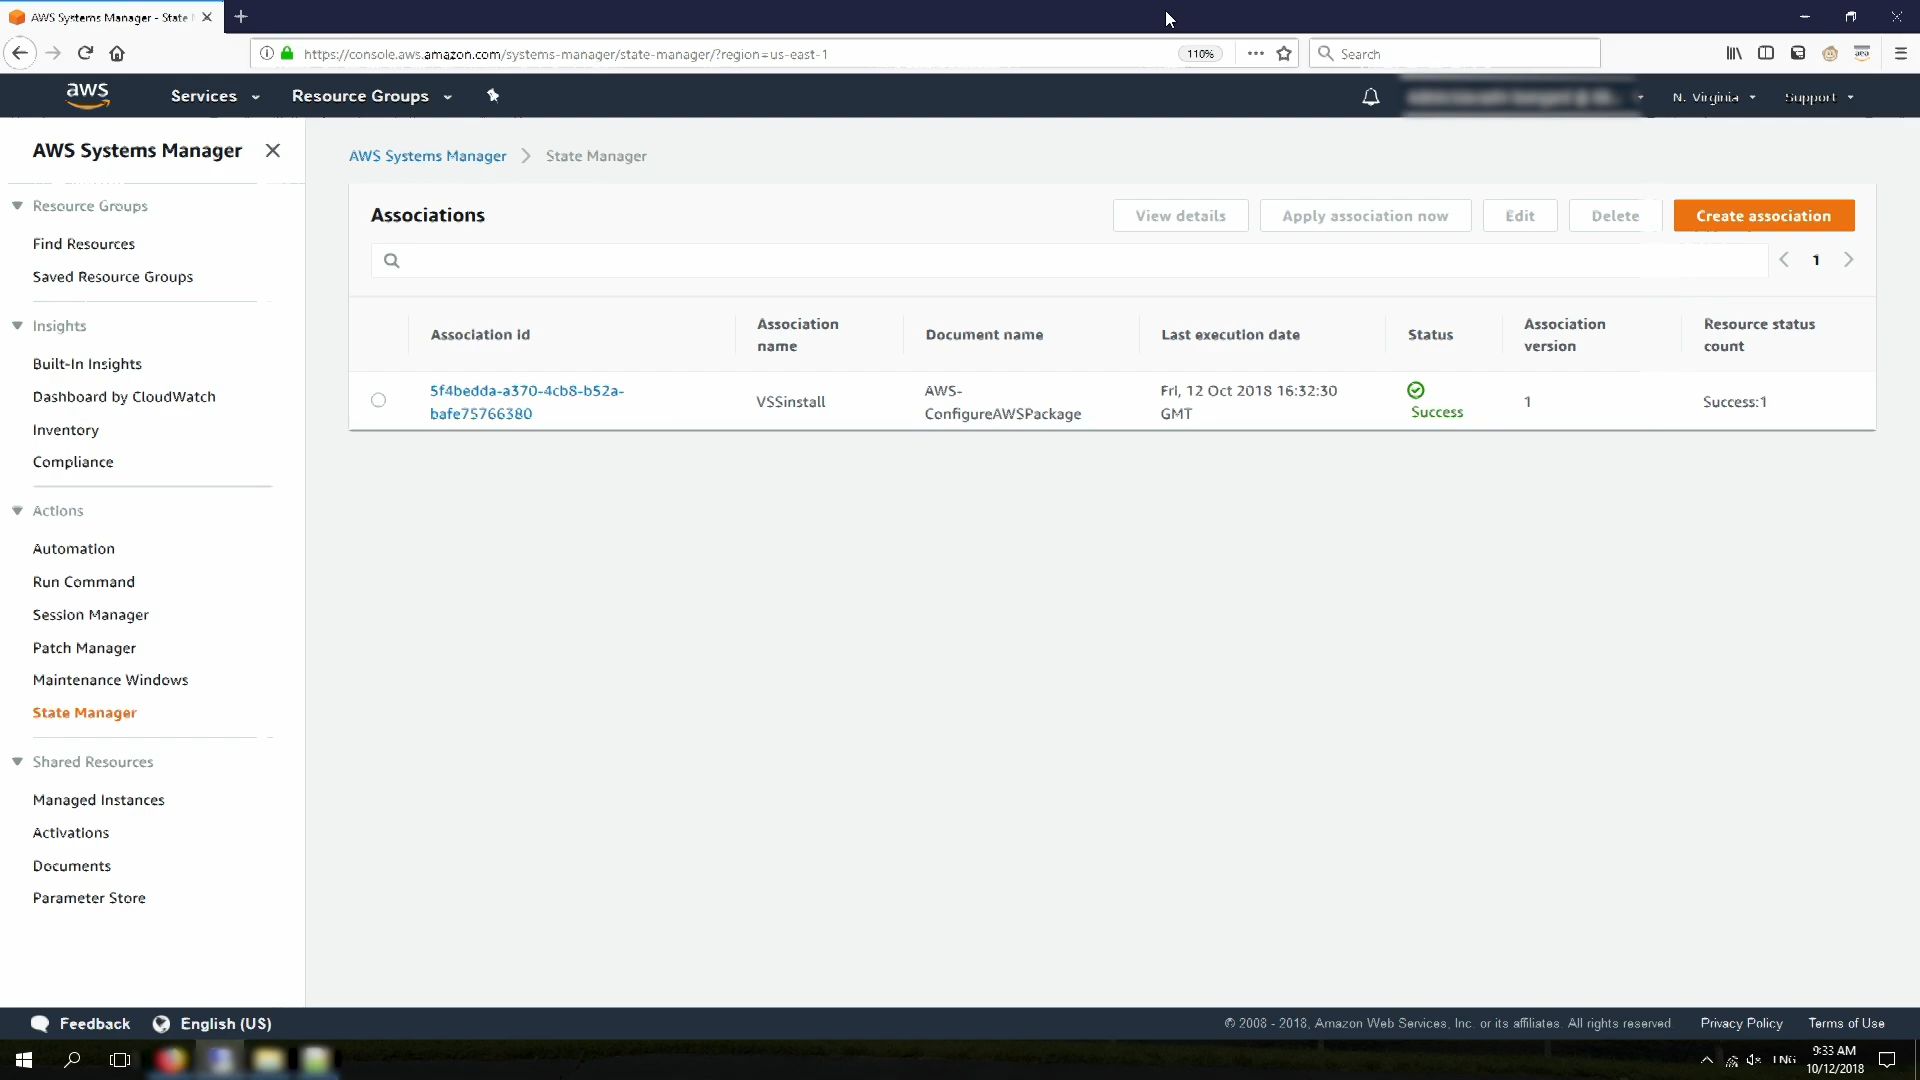 AWS Systems Manager - State
https://console.aws.amazon.com/systems-manager/state-manager/?region=us-east-1
110%
Search
aws
Services
Resource Groups
N. Virginia
Support
AWS Systems Manager
Resource Groups
Find Resources
Saved Resource Groups
Insights
Built-In Insights
Dashboard by CloudWatch
Inventory
Compliance
Actions
Automation
Run Command
Session Manager
Patch Manager
Maintenance Windows
State Manager
Shared Resources
Managed Instances
Activations
Documents
Parameter Store
AWS Systems Manager
State Manager
Associations
View details
Apply association now
Edit
Delete
Create association
1
Association id
Association
name
Document name
Last execution date
Status
Association
version
Resource status
count
5f4bedda-a370-4cb8-b52a-
bafe75766380
VSSinstall
AWS-
ConfigureAWSPackage
Fri, 12 Oct 2018 16:32:30
GMT
Success
1
Success:1
Feedback
English (US)
© 2008 - 2018, Amazon Web Services, Inc. or its affiliates. All rights reserved
Privacy Policy
Terms of Use
ENG
9:33 AM
10/12/2018